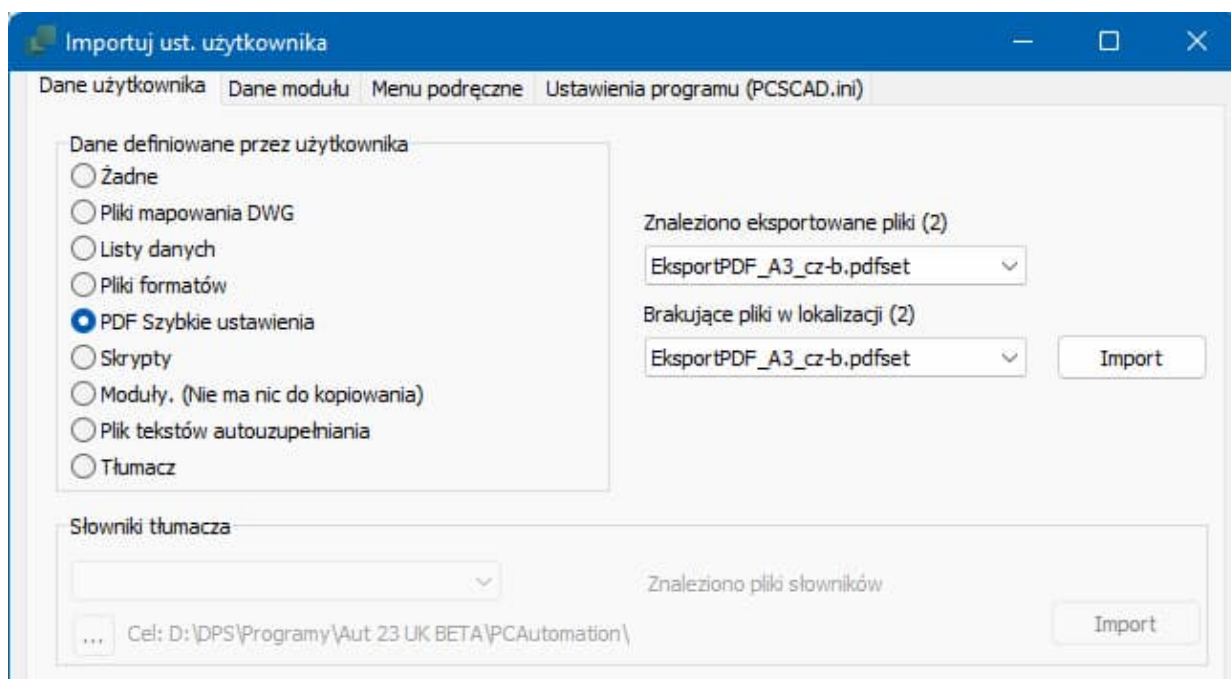 Importuj ust. użytkownika
Dane użytkownika Dane modułu Menu podręczne Ustawienia programu (PCSCAD.ini)
Dane definiowane przez użytkownika
Żadne
Pliki mapowania DWG
Listy danych
Pliki formatów
PDF Szybkie ustawienia
Skrypty
Moduły. (Nie ma nic do kopiowania)
Plik tekstów autouzupełniania
Tłumacz
Znaleziono eksportowane pliki (2)
EksportPDF_A3_cz-b.pdfset
Brakujące pliki w lokalizacji (2)
EksportPDF_A3_cz-b.pdfset
Import
Słowniki tłumacza
Znaleziono pliki słowników
... Cel: D:\DPS\Programy\Aut 23 UK BETA\PCAutomation\
Import